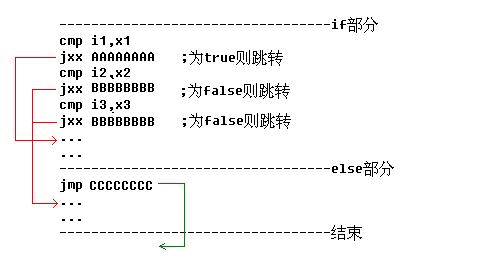 -------------------------------if部分
cmp i1,x1
jxx AAAAAAAA ;为true则跳转
cmp i2、x2
jxx BBBBBBBB ;为false则跳转
cmp i3,x3
jxx BBBBBBBB ;为false则跳转
...
...
-------------------------------else部分
jmp CCCCCCCC
...
...
-------------------------------结束